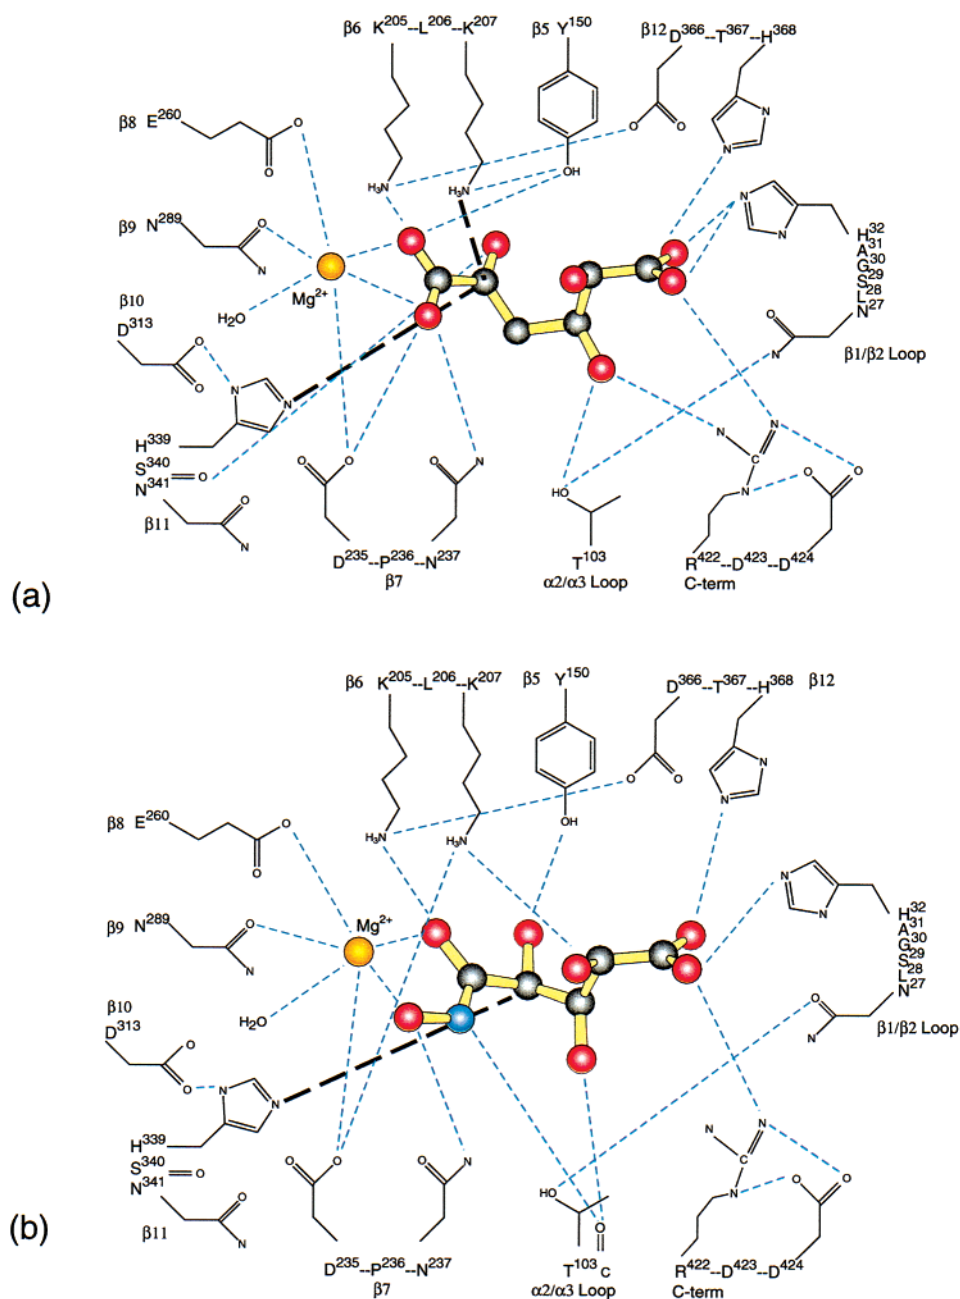 β6 K205--L206--K207 β5 Y150 β12 D366--T367--H368
β8 E260
O
O
O
O
N
N
H3N
H3N
OH
β9 N289
O
N
Mg2+
H2O
N
N
H32
A31
G30
S29
L28
N27
O
N
β1/β2 Loop
β10
D313
O
O
N
N
H339
S340
N341
O
β11
O
N
O
O
O
N
HO
N
N
C
N
O
O
D235--P236--N237
β7
T103
α2/α3 Loop
R422--D423--D424
C-term
(a)
β6 K205--L206--K207 β5 Y150 D366--T367--H368 β12
O
O
N
N
β8 E260
O
O
H3N
H3N
OH
β9 N289
O
N
Mg2+
H2O
N
N
H32
A31
G30
S29
L28
N27
O
N
β1/β2 Loop
β10
D313
O
O
N
N
H339
S340
N341
O
β11
O
N
O
O
O
N
HO
O
N
N
C
N
O
O
D235--P236--N237
β7
T103 C
α2/α3 Loop
R422--D423--D424
C-term
(b)